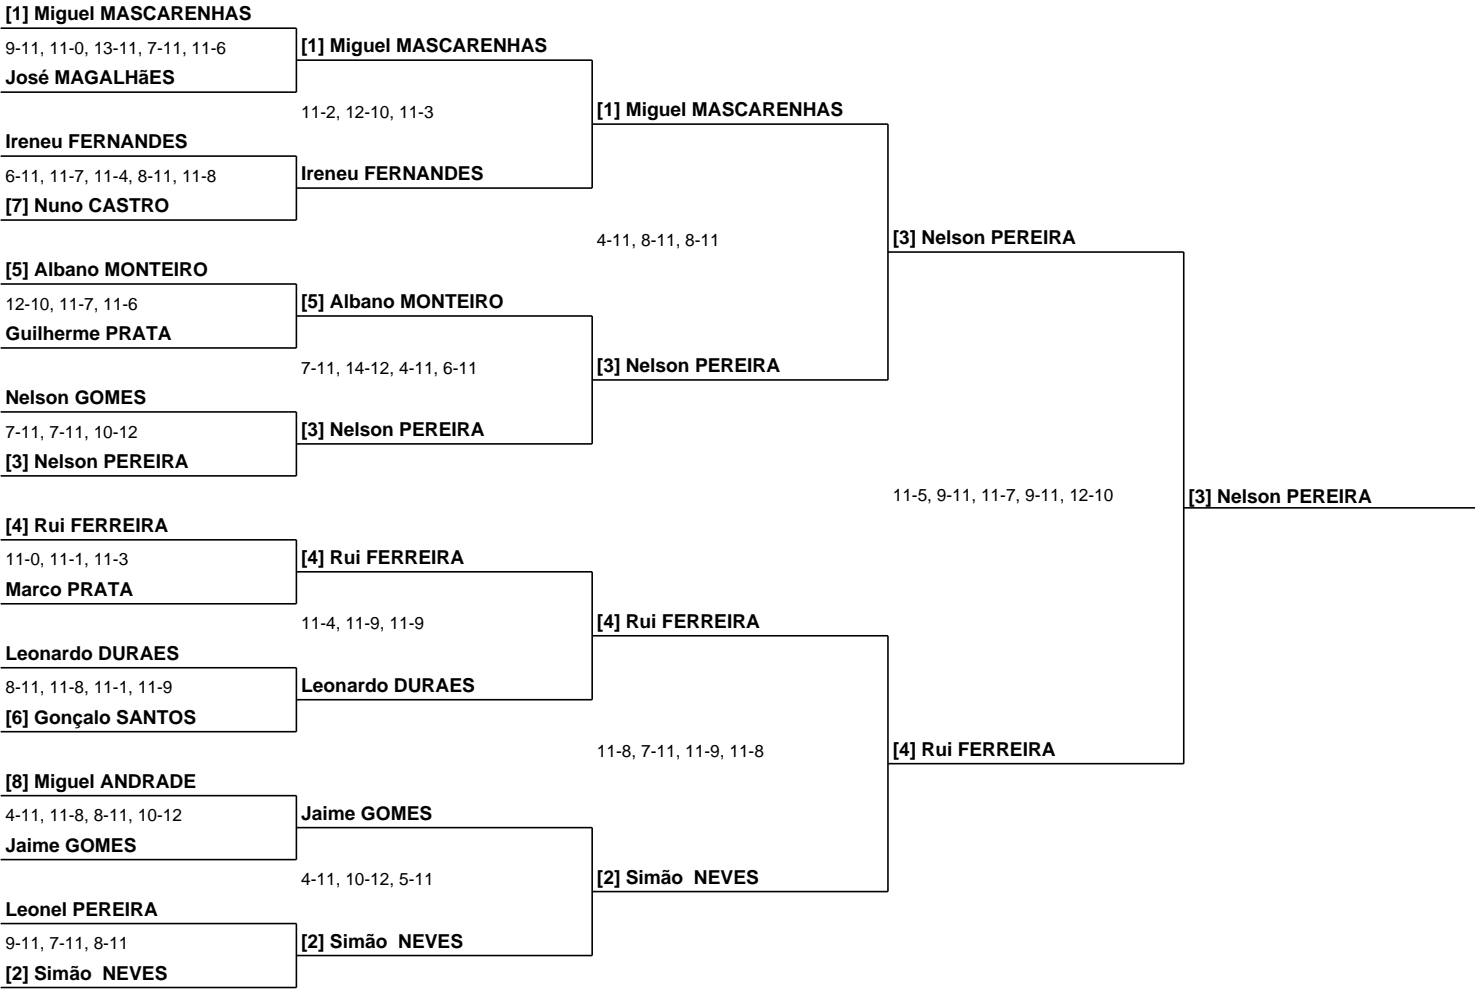 [1] Miguel MASCARENHAS
9-11, 11-0, 13-11, 7-11, 11-6
[1] Miguel MASCARENHAS
José MAGALHãES
11-2, 12-10, 11-3
[1] Miguel MASCARENHAS
Ireneu FERNANDES
6-11, 11-7, 11-4, 8-11, 11-8
Ireneu FERNANDES
[7] Nuno CASTRO
4-11, 8-11, 8-11
[3] Nelson PEREIRA
[5] Albano MONTEIRO
12-10, 11-7, 11-6
[5] Albano MONTEIRO
Guilherme PRATA
7-11, 14-12, 4-11, 6-11
[3] Nelson PEREIRA
Nelson GOMES
7-11, 7-11, 10-12
[3] Nelson PEREIRA
[3] Nelson PEREIRA
11-5, 9-11, 11-7, 9-11, 12-10
[3] Nelson PEREIRA
[4] Rui FERREIRA
11-0, 11-1, 11-3
[4] Rui FERREIRA
Marco PRATA
11-4, 11-9, 11-9
[4] Rui FERREIRA
Leonardo DURAES
8-11, 11-8, 11-1, 11-9
Leonardo DURAES
[6] Gonçalo SANTOS
11-8, 7-11, 11-9, 11-8
[4] Rui FERREIRA
[8] Miguel ANDRADE
4-11, 11-8, 8-11, 10-12
Jaime GOMES
Jaime GOMES
4-11, 10-12, 5-11
[2] Simão  NEVES
Leonel PEREIRA
9-11, 7-11, 8-11
[2] Simão  NEVES
[2] Simão  NEVES